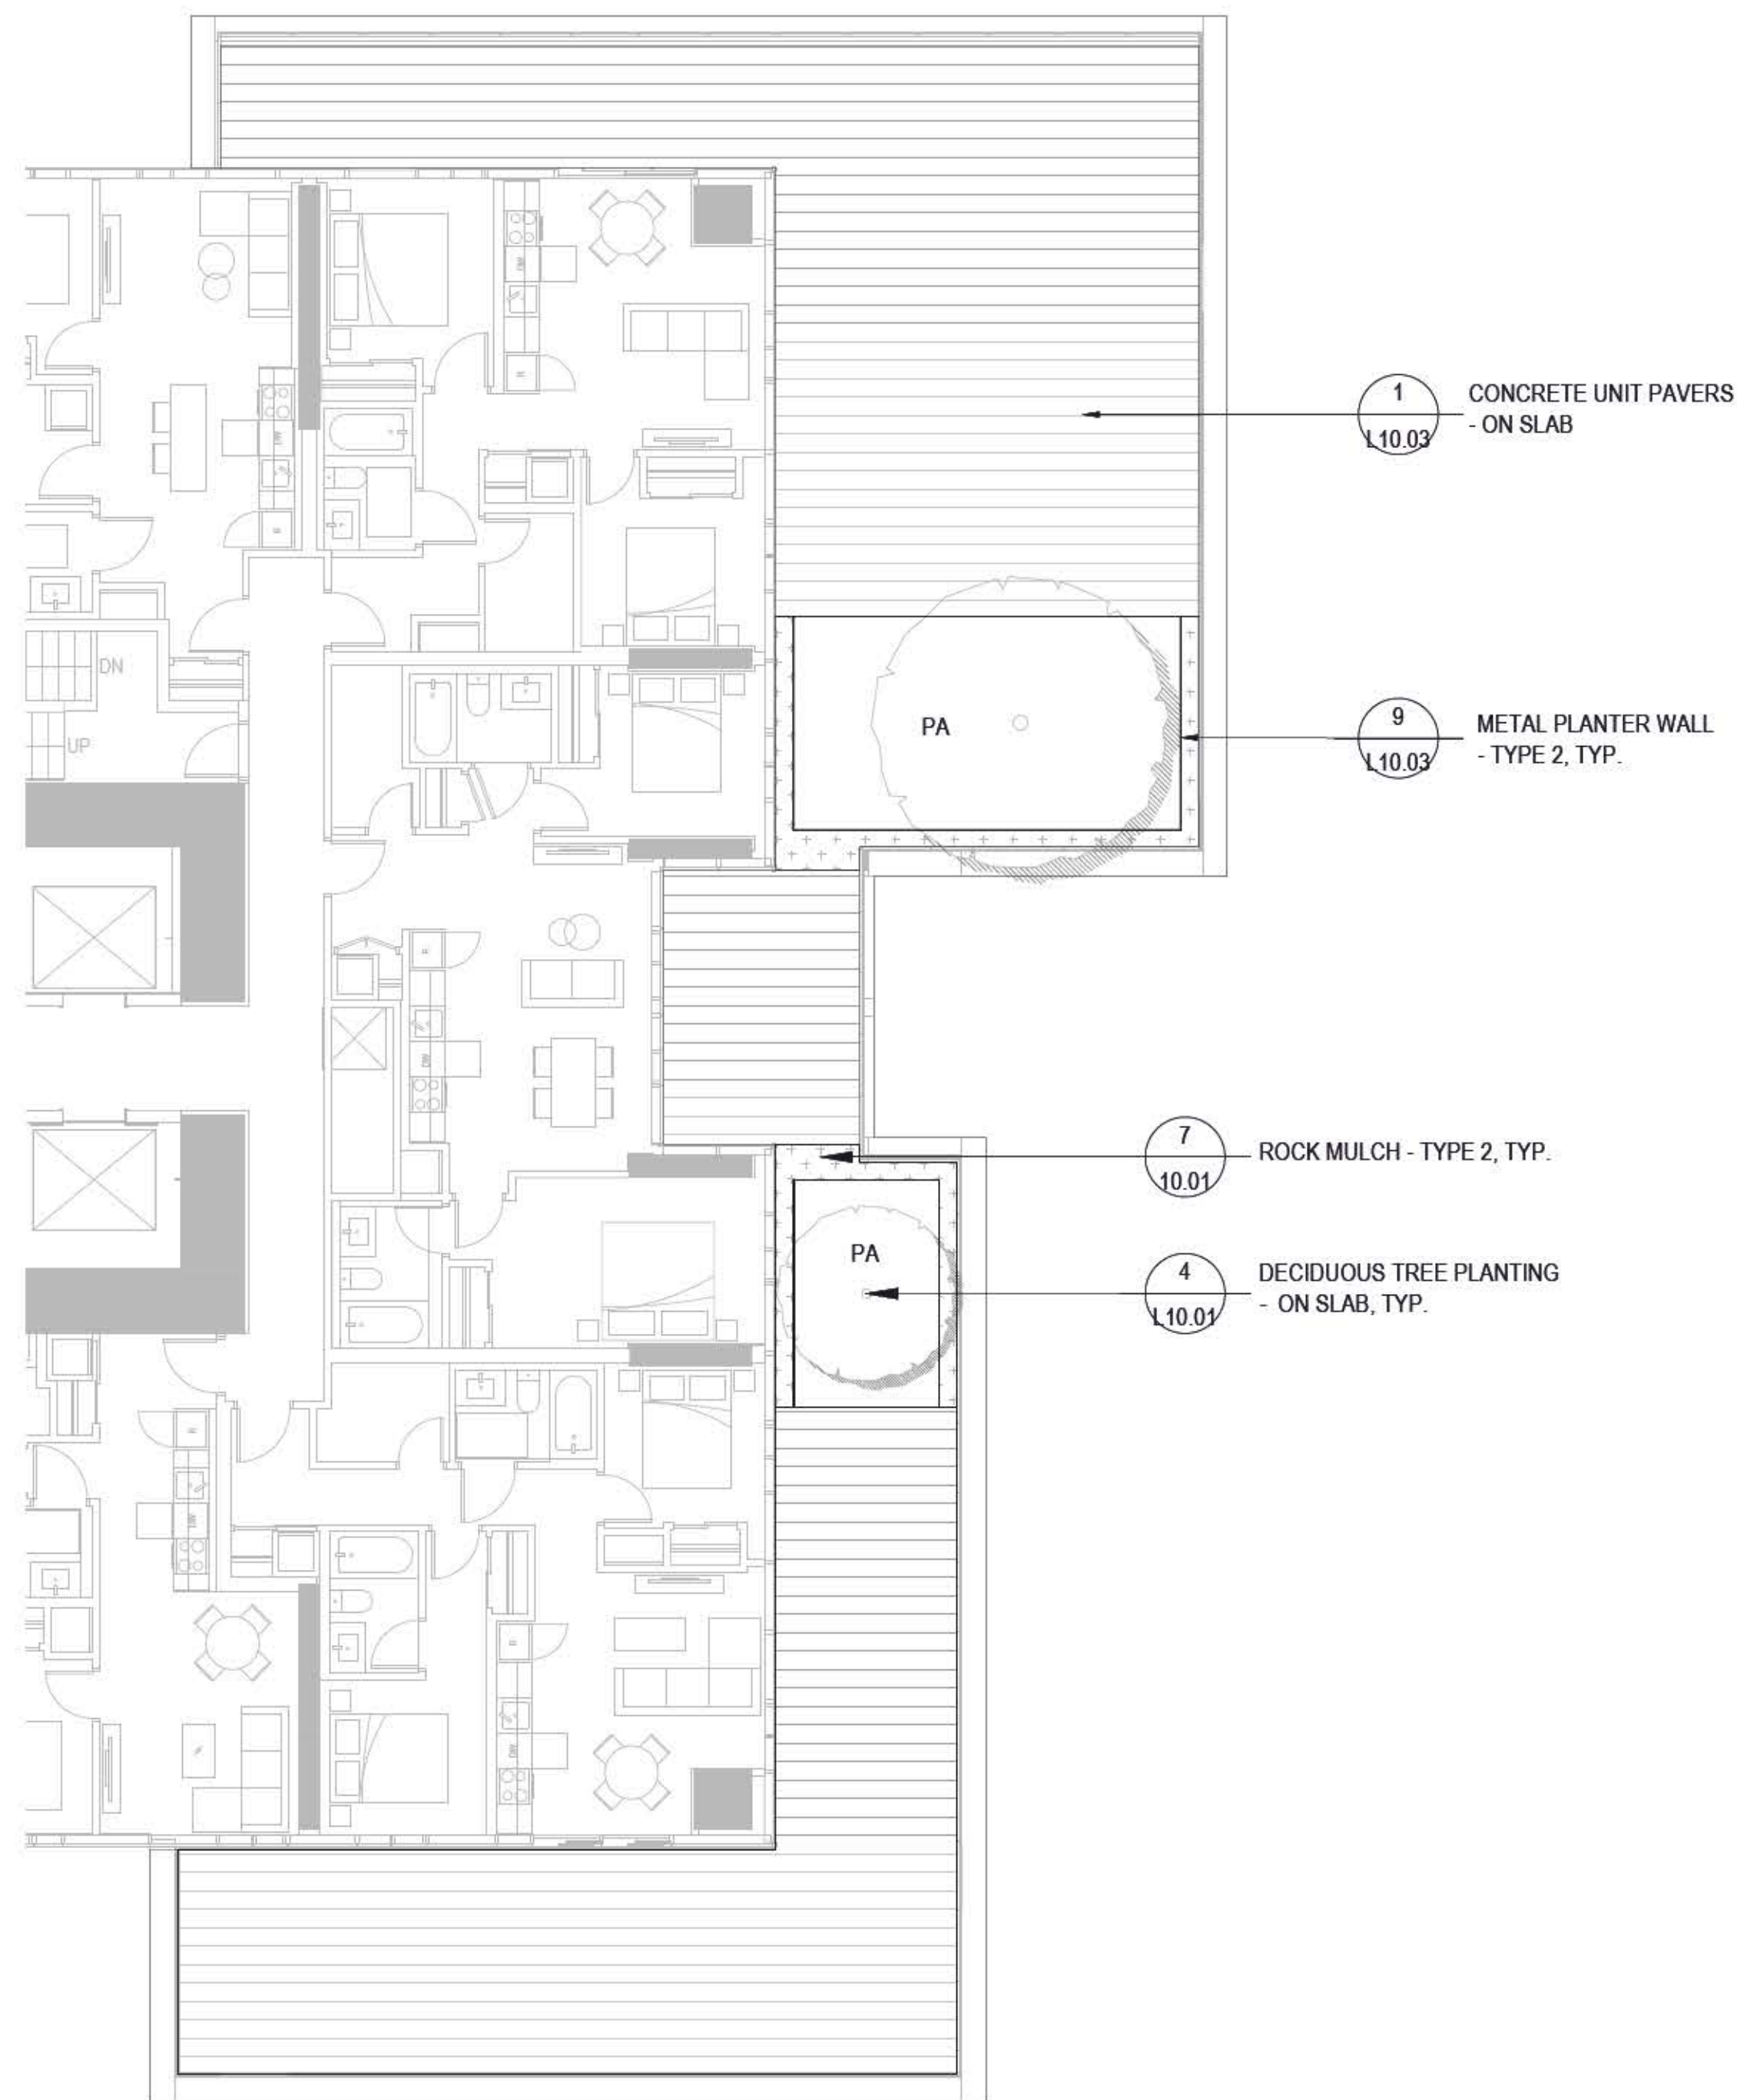 1
L10.03
CONCRETE UNIT PAVERS
- ON SLAB
DN
UP
PA
9
L10.03
METAL PLANTER WALL
- TYPE 2, TYP.
7
10.01
ROCK MULCH - TYPE 2, TYP.
PA
4
L10.01
DECIDUOUS TREE PLANTING
- ON SLAB, TYP.